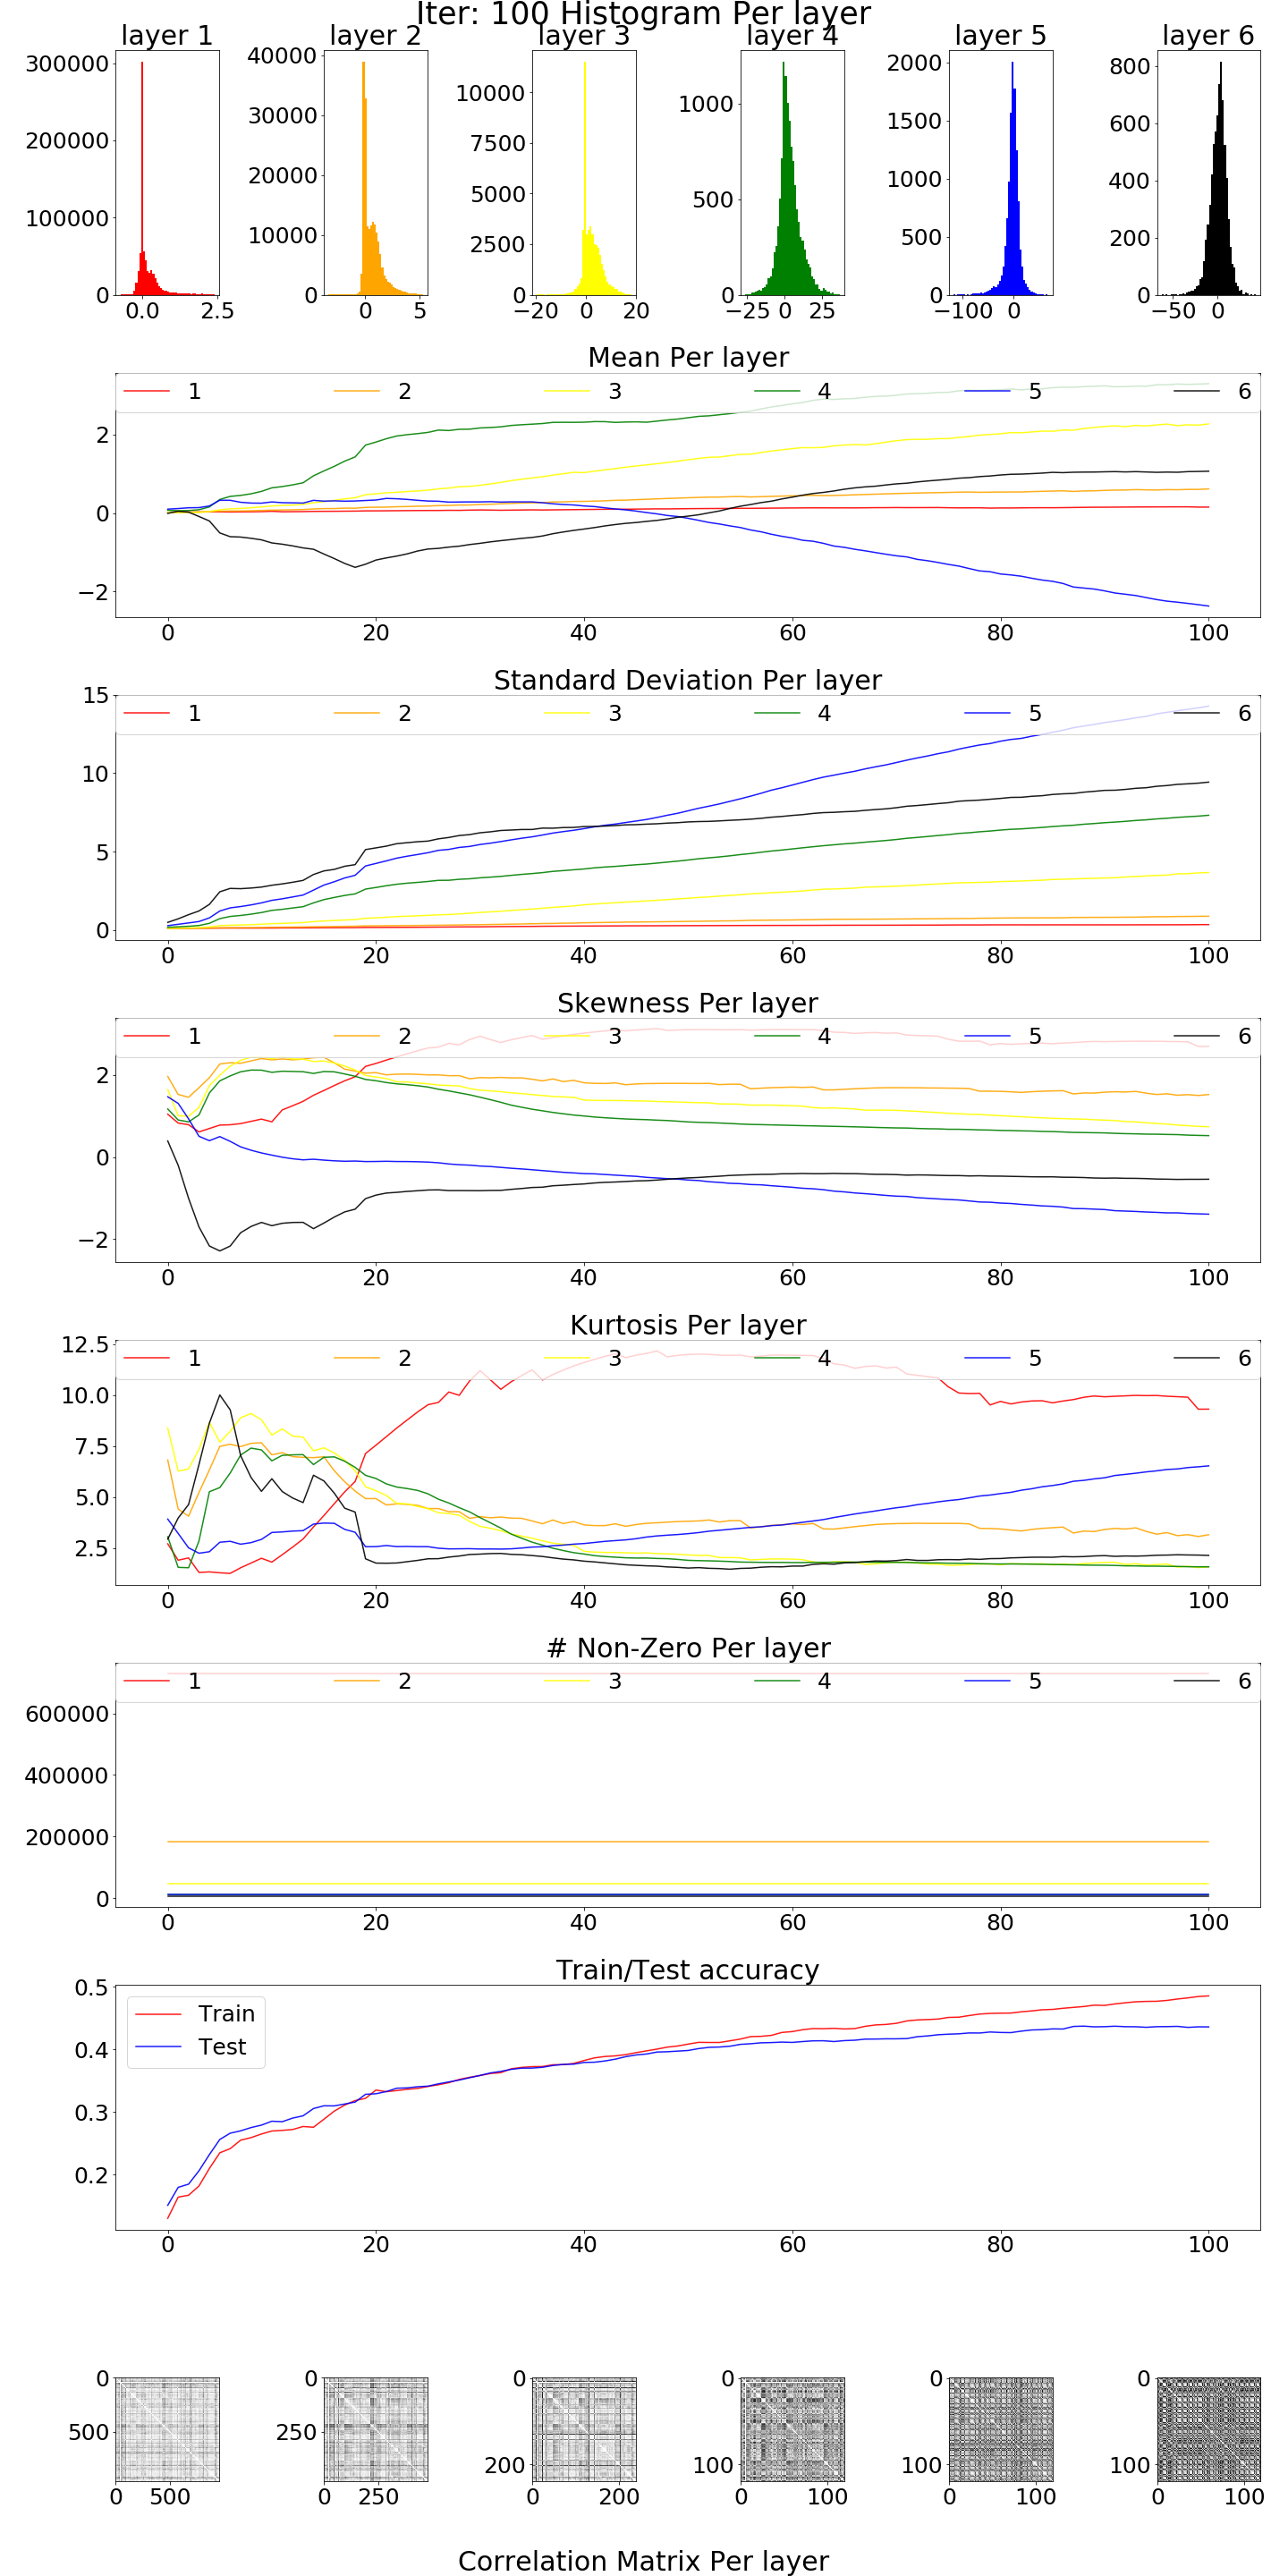 Iter: 100 Histogram Per layer
layer 1 layer 2 layer 3 layer 4 layer 5 layer 6
300000 200000 100000 0
0.0 2.5
40000 30000 20000 10000 0
0 5
10000 7500 5000 2500 0
−20 0 20
1000 500 0
−25 0 25
2000 1500 1000 500 0
−100 0
800 600 400 200 0
−50 0
Mean Per layer
1 2 3 4 5 6
2
0
−2
0 20 40 60 80 100
Standard Deviation Per layer
1 2 3 4 5 6
15
10
5
0
0 20 40 60 80 100
Skewness Per layer
1 2 3 4 5 6
2
0
−2
0 20 40 60 80 100
Kurtosis Per layer
1 2 3 4 5 6
12.5
10.0
7.5
5.0
2.5
0 20 40 60 80 100
# Non-Zero Per layer
1 2 3 4 5 6
600000
400000
200000
0
0 20 40 60 80 100
Train/Test accuracy
Train
Test
0.5
0.4
0.3
0.2
0 20 40 60 80 100
0 500
0 500
0 250
0 250
0 200
0 200
0 100
0 100
0 100
0 100
0 100
0 100
Correlation Matrix Per layer